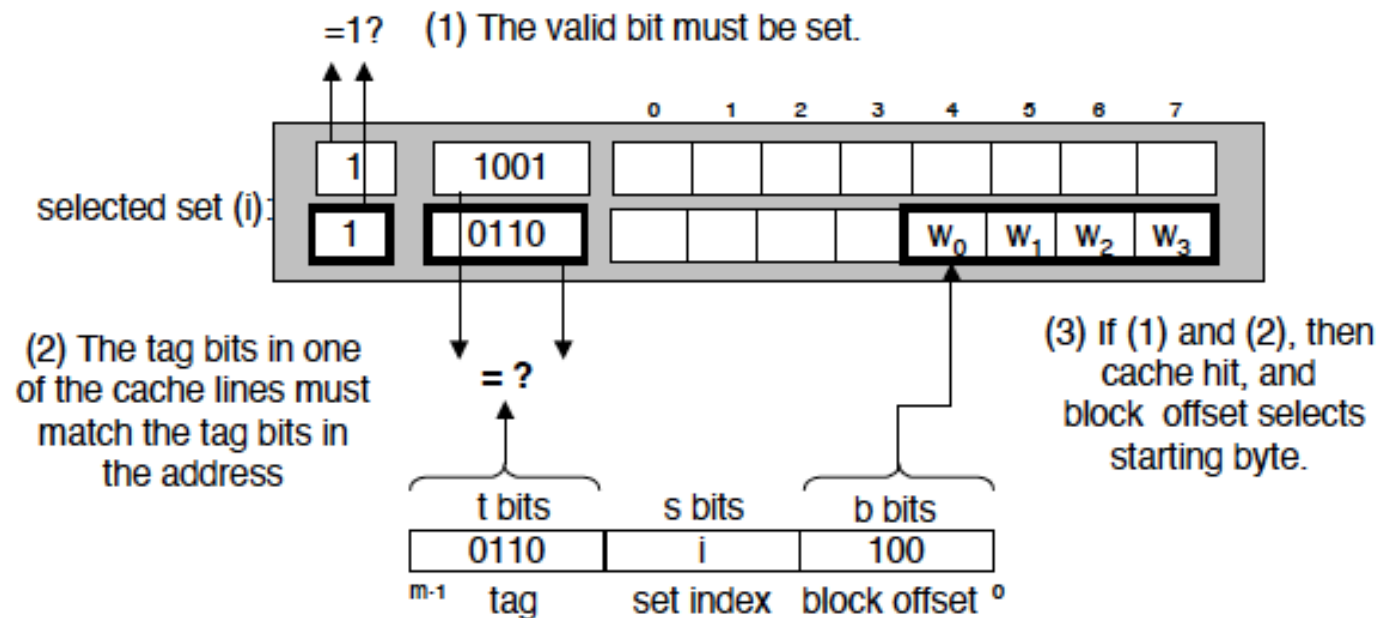 =1? (1) The valid bit must be set.
0 1 2 3 4 5 6 7
1 1001
selected set (i):
1 0110 w0 w1 w2 w3
(2) The tag bits in one
of the cache lines must
match the tag bits in
the address
= ?
(3) If (1) and (2), then
cache hit, and
block offset selects
starting byte.
t bits s bits b bits
0110 i 100
m-1 tag set index block offset 0